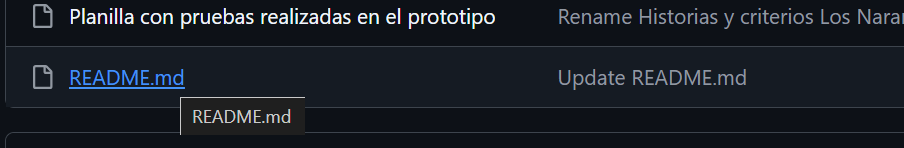 Planilla con pruebas realizadas en el prototipo
Rename Historias y criterios Los
README.md
Update README.md
README.md